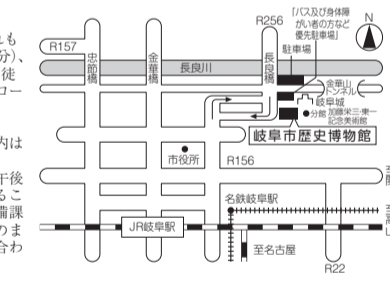 れも
分)、
徒
ロー
内は
午後
るこ
備課
のま
合わ
R157
忠節橋
金華橋
長良川
長良橋
R256
「バス及び身体障
がい者の方など
優先駐車場」
駐車場
N
金華山
トンネル
岐阜城
分館
加藤栄三・東一
記念美術館
岐阜市歴史博物館
市役所
R156
名鉄岐阜駅
JR岐阜駅
至名古屋
R22